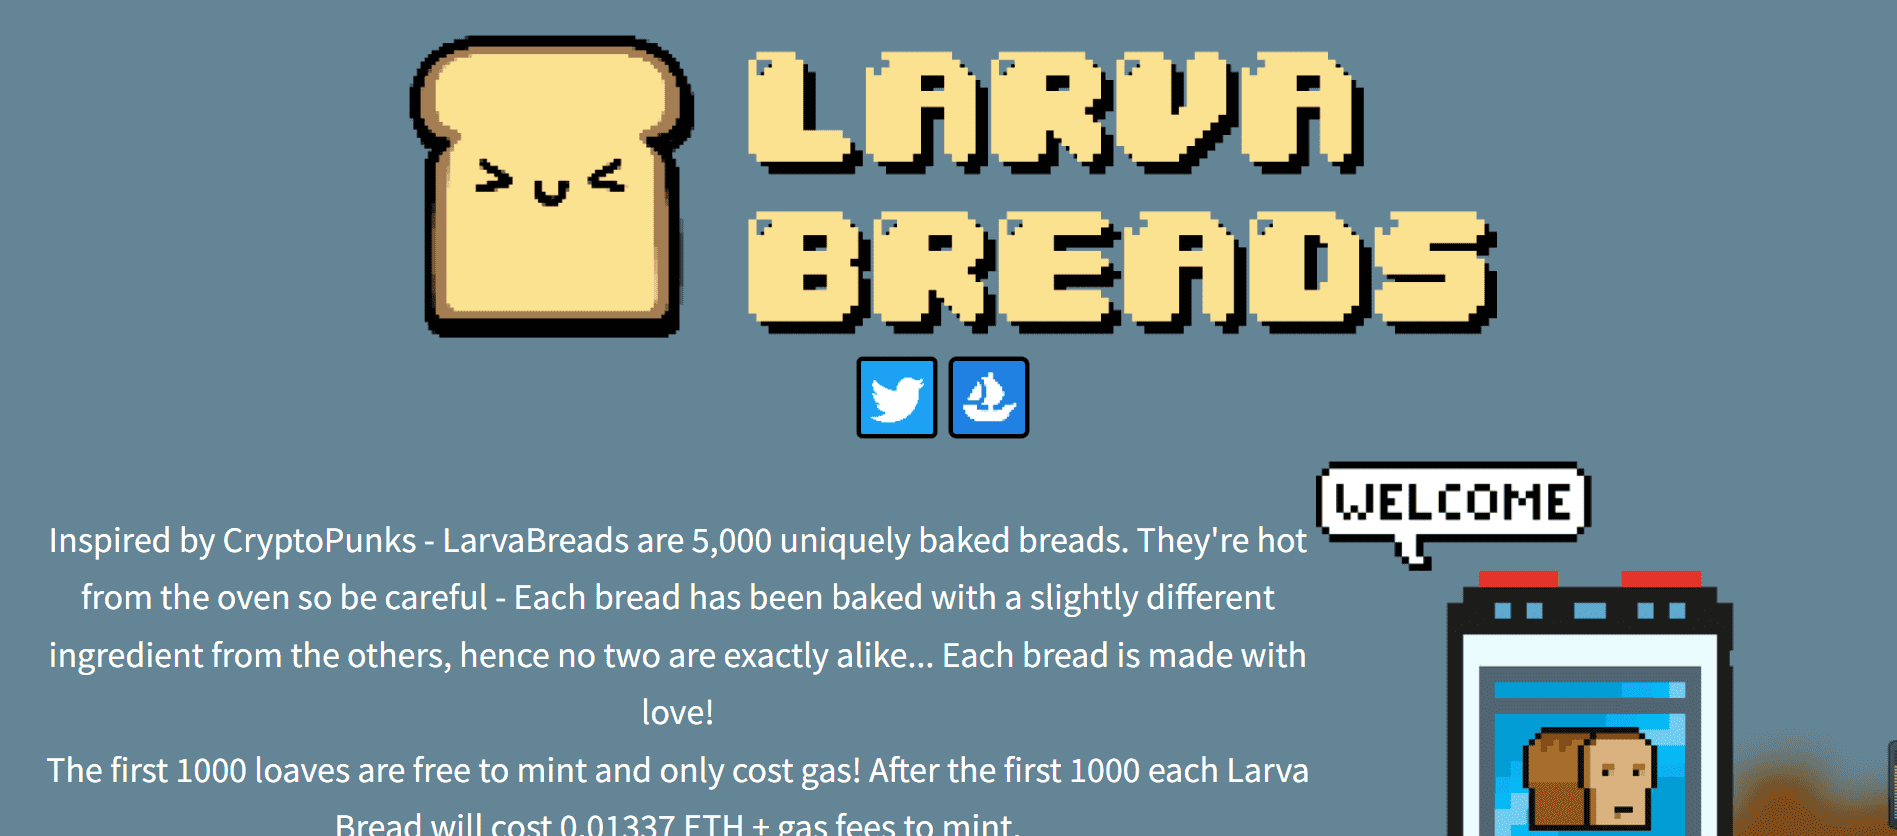 LARVA
BREADS
WELCOME
Inspired by CryptoPunks - LarvaBreads are 5,000 uniquely baked breads. They're hot
from the oven so be careful - Each bread has been baked with a slightly different
ingredient from the others, hence no two are exactly alike... Each bread is made with
love!
The first 1000 loaves are free to mint and only cost gas! After the first 1000 each Larva
Bread will cost 0.01337 ETH + gas fees to mint.